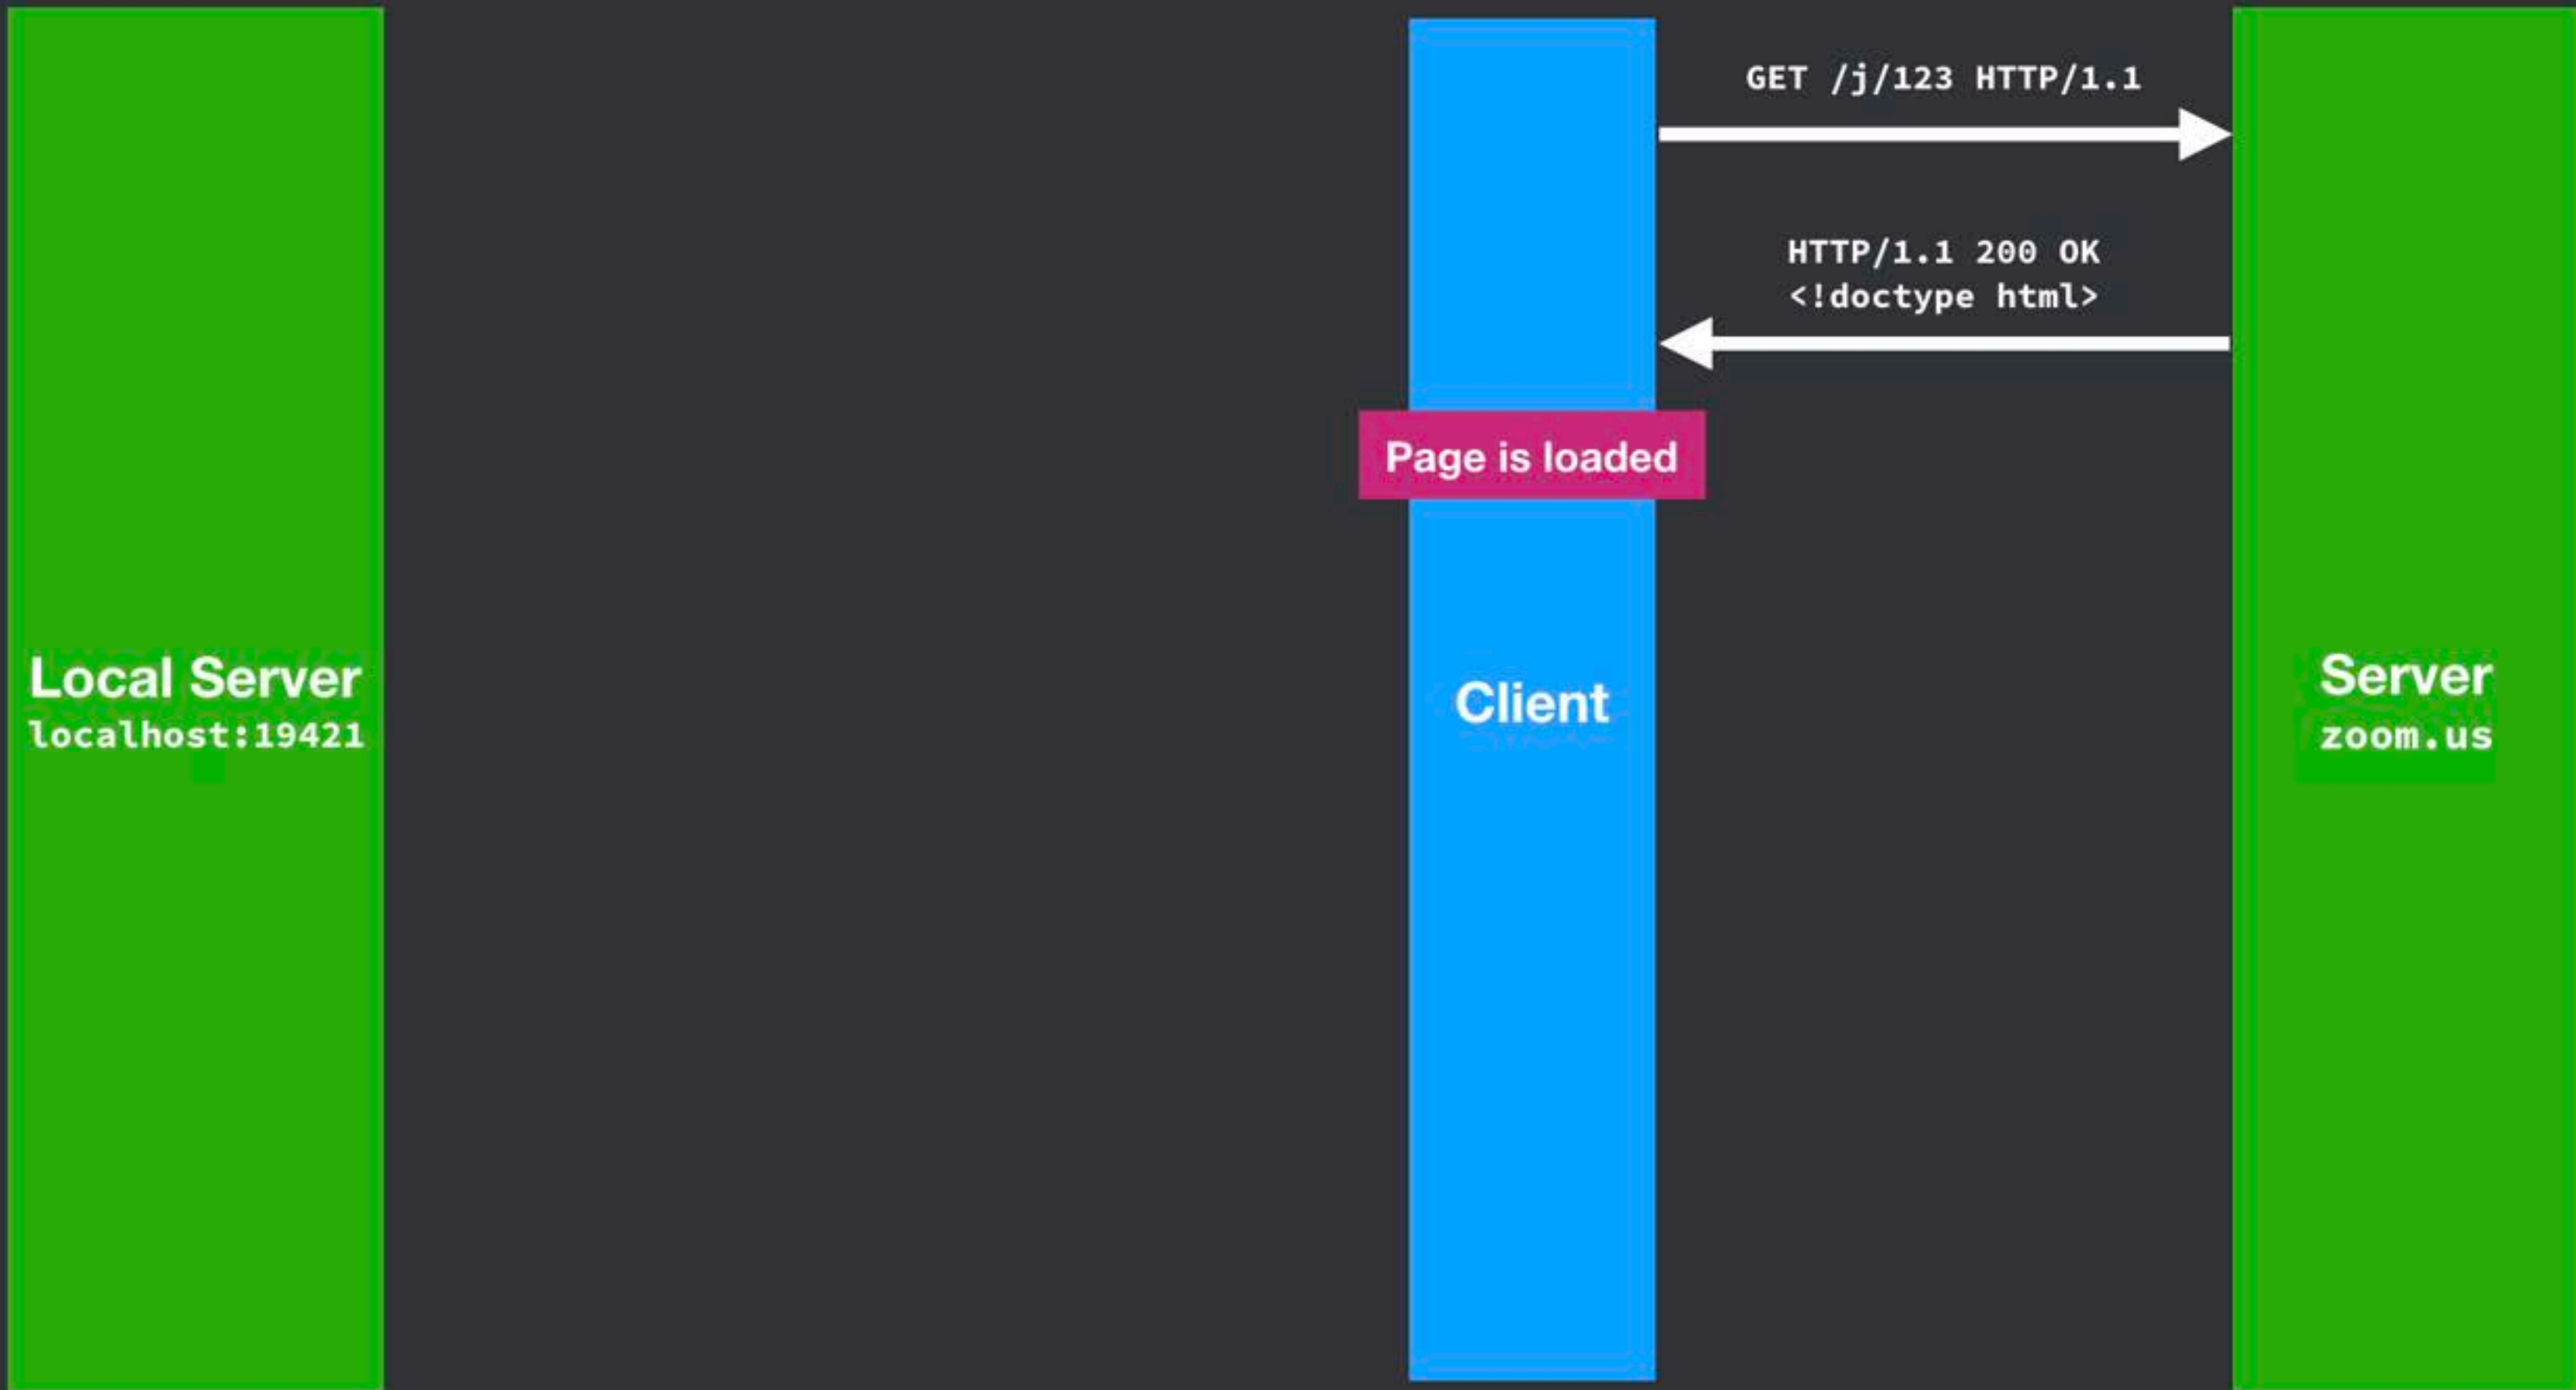 GET /j/123 HTTP/1.1
HTTP/1.1 200 OK
<!doctype html>
Page is loaded
Local Server
localhost:19421
Client
Server
zoom.us